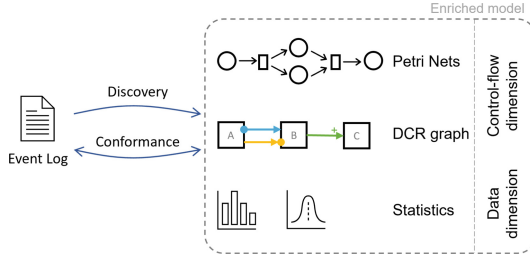 Enriched model
Discovery
Conformance
Event Log
Petri Nets
A
B
+
C
DCR graph
Statistics
Control-flow
dimension
Data
dimension